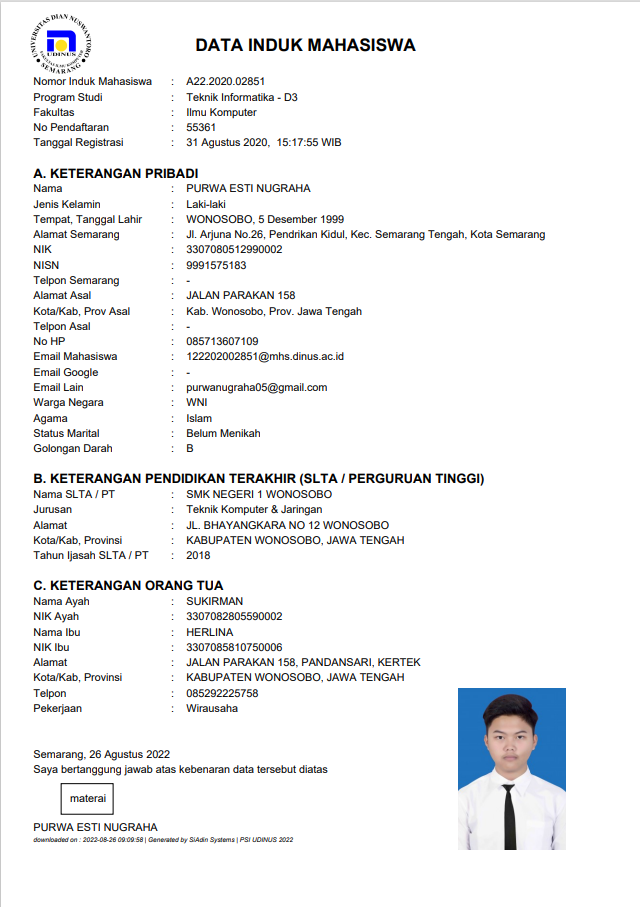 UNIVERSITAS DIAN NUSWANTORO
UDINUS
SEMARANG
DATA INDUK MAHASISWA
Nomor Induk Mahasiswa : A22.2020.02851
Program Studi : Teknik Informatika - D3
Fakultas : Ilmu Komputer
No Pendaftaran : 55361
Tanggal Registrasi : 31 Agustus 2020, 15:17:55 WIB
A. KETERANGAN PRIBADI
Nama : PURWA ESTI NUGRAHA
Jenis Kelamin : Laki-laki
Tempat, Tanggal Lahir : WONOSOBO, 5 Desember 1999
Alamat Semarang : Jl. Arjuna No.26, Pendrikan Kidul, Kec. Semarang Tengah, Kota Semarang
NIK : 3307080512990002
NISN : 9991575183
Telpon Semarang : -
Alamat Asal : JALAN PARAKAN 158
Kota/Kab, Prov Asal : Kab. Wonosobo, Prov. Jawa Tengah
Telpon Asal : -
No HP : 085713607109
Email Mahasiswa : 122202002851@mhs.dinus.ac.id
Email Google : -
Email Lain : purwanugraha05@gmail.com
Warga Negara : WNI
Agama : Islam
Status Marital : Belum Menikah
Golongan Darah : B
B. KETERANGAN PENDIDIKAN TERAKHIR (SLTA / PERGURUAN TINGGI)
Nama SLTA / PT : SMK NEGERI 1 WONOSOBO
Jurusan : Teknik Komputer & Jaringan
Alamat : JL. BHAYANGKARA NO 12 WONOSOBO
Kota/Kab, Provinsi : KABUPATEN WONOSOBO, JAWA TENGAH
Tahun Ijasah SLTA / PT : 2018
C. KETERANGAN ORANG TUA
Nama Ayah : SUKIRMAN
NIK Ayah : 3307082805590002
Nama Ibu : HERLINA
NIK Ibu : 3307085810750006
Alamat : JALAN PARAKAN 158, PANDANSARI, KERTEK
Kota/Kab, Provinsi : KABUPATEN WONOSOBO, JAWA TENGAH
Telpon : 085292225758
Pekerjaan : Wirausaha
Semarang, 26 Agustus 2022
Saya bertanggung jawab atas kebenaran data tersebut diatas
materai
PURWA ESTI NUGRAHA
downloaded on : 2022-08-26 09:09:58 | Generated by SiAdin Systems | PSI UDINUS 2022